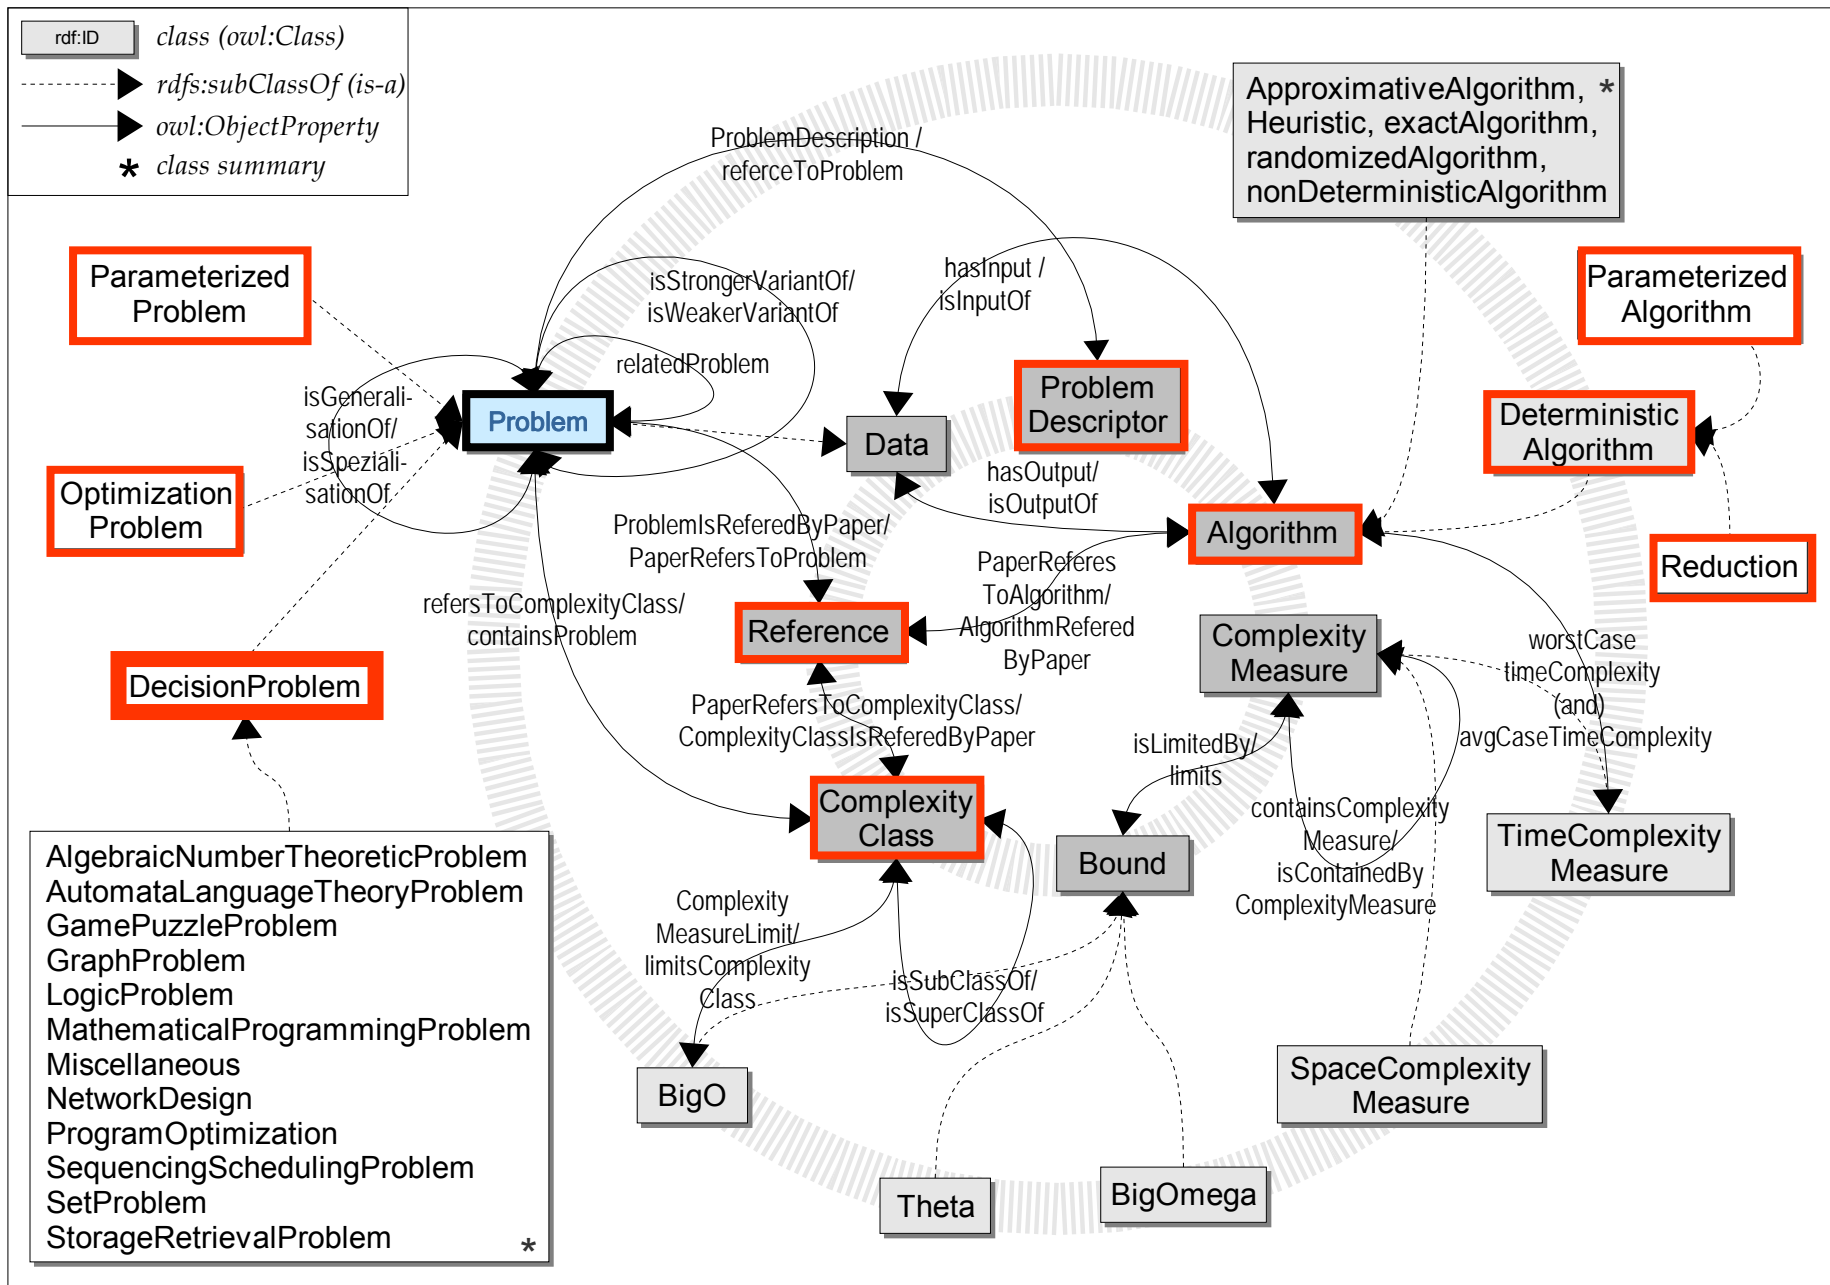 rdf:ID
class (owl:Class)
rdfs:subClassOf (is-a)
owl:ObjectProperty
* class summary
ApproximativeAlgorithm, *
Heuristic, exactAlgorithm,
randomizedAlgorithm,
nonDeterministicAlgorithm
ProblemDescription /
referceToProblem
Parameterized
Problem
isStrongerVariantOf/
isWeakerVariantOf
hasInput /
isInputOf
Parameterized
Algorithm
relatedProblem
Problem
Descriptor
isGenerali-
sationOf/
isSpeziali-
sationOf
Problem
Data
Deterministic
Algorithm
Optimization
Problem
hasOutput/
isOutputOf
ProblemIsReferedByPaper/
PaperRefersToProblem
Algorithm
Reduction
PaperReferes
ToAlgorithm/
AlgorithmRefered
ByPaper
refersToComplexityClass/
containsProblem
Reference
Complexity
Measure
worstCase
timeComplexity
(and)
avgCaseTimeComplexity
DecisionProblem
PaperRefersToComplexityClass/
ComplexityClassIsReferedByPaper
isLimitedBy/
limits
Complexity
Class
containsComplexity
Measure/
isContainedBy
ComplexityMeasure
TimeComplexity
Measure
Bound
AlgebraicNumberTheoreticProblem
AutomataLanguageTheoryProblem
GamePuzzleProblem
GraphProblem
LogicProblem
MathematicalProgrammingProblem
Miscellaneous
NetworkDesign
ProgramOptimization
SequencingSchedulingProblem
SetProblem
StorageRetrievalProblem *
Complexity
MeasureLimit/
limitsComplexity
Class
isSubClassOf/
isSuperClassOf
BigO
SpaceComplexity
Measure
Theta
BigOmega